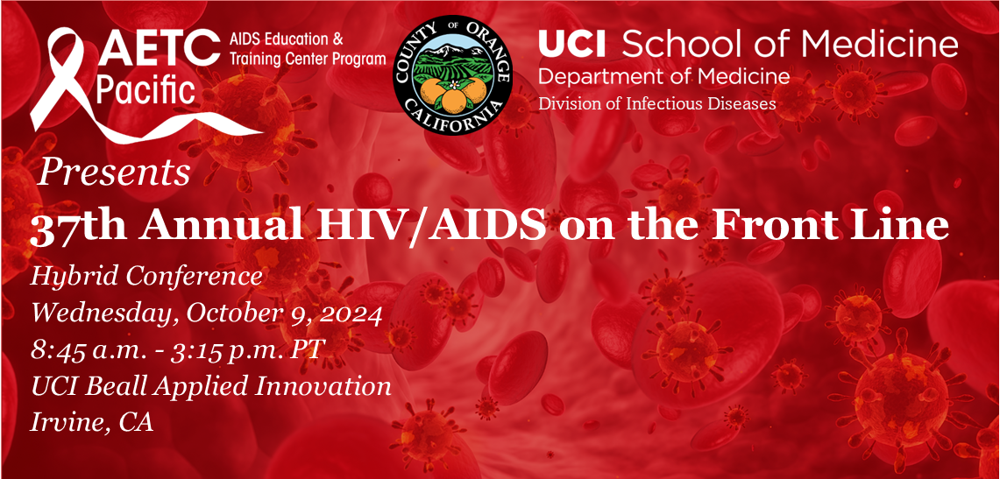 AETC
Pacific
AIDS Education &
Training Center Program
COUNTY OF ORANGE
CALIFORNIA
UCI School of Medicine
Department of Medicine
Division of Infectious Diseases
Presents
37th Annual HIV/AIDS on the Front Line
Hybrid Conference
Wednesday, October 9, 2024
8:45 a.m. - 3:15 p.m. PT
UCI Beall Applied Innovation
Irvine, CA